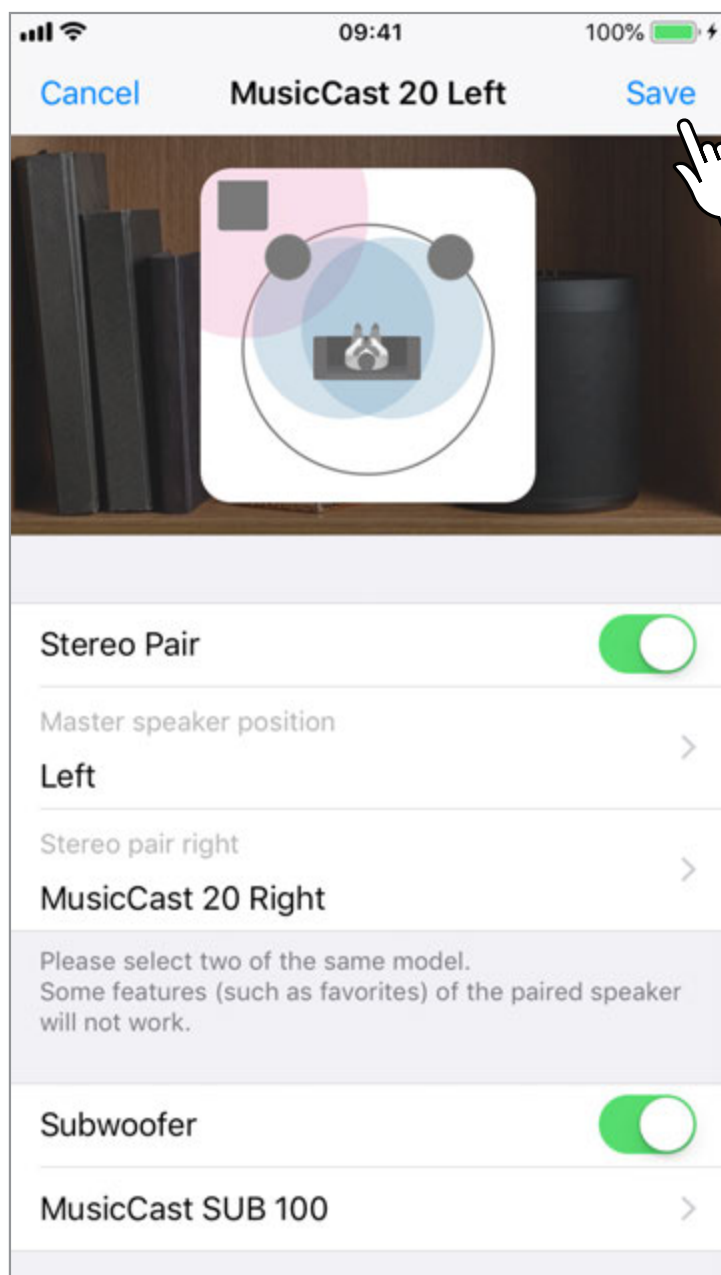 09:41
100%
Cancel
MusicCast 20 Left
Save
Stereo Pair
Master speaker position
Left
Stereo pair right
MusicCast 20 Right
Please select two of the same model.
Some features (such as favorites) of the paired speaker
will not work.
Subwoofer
MusicCast SUB 100